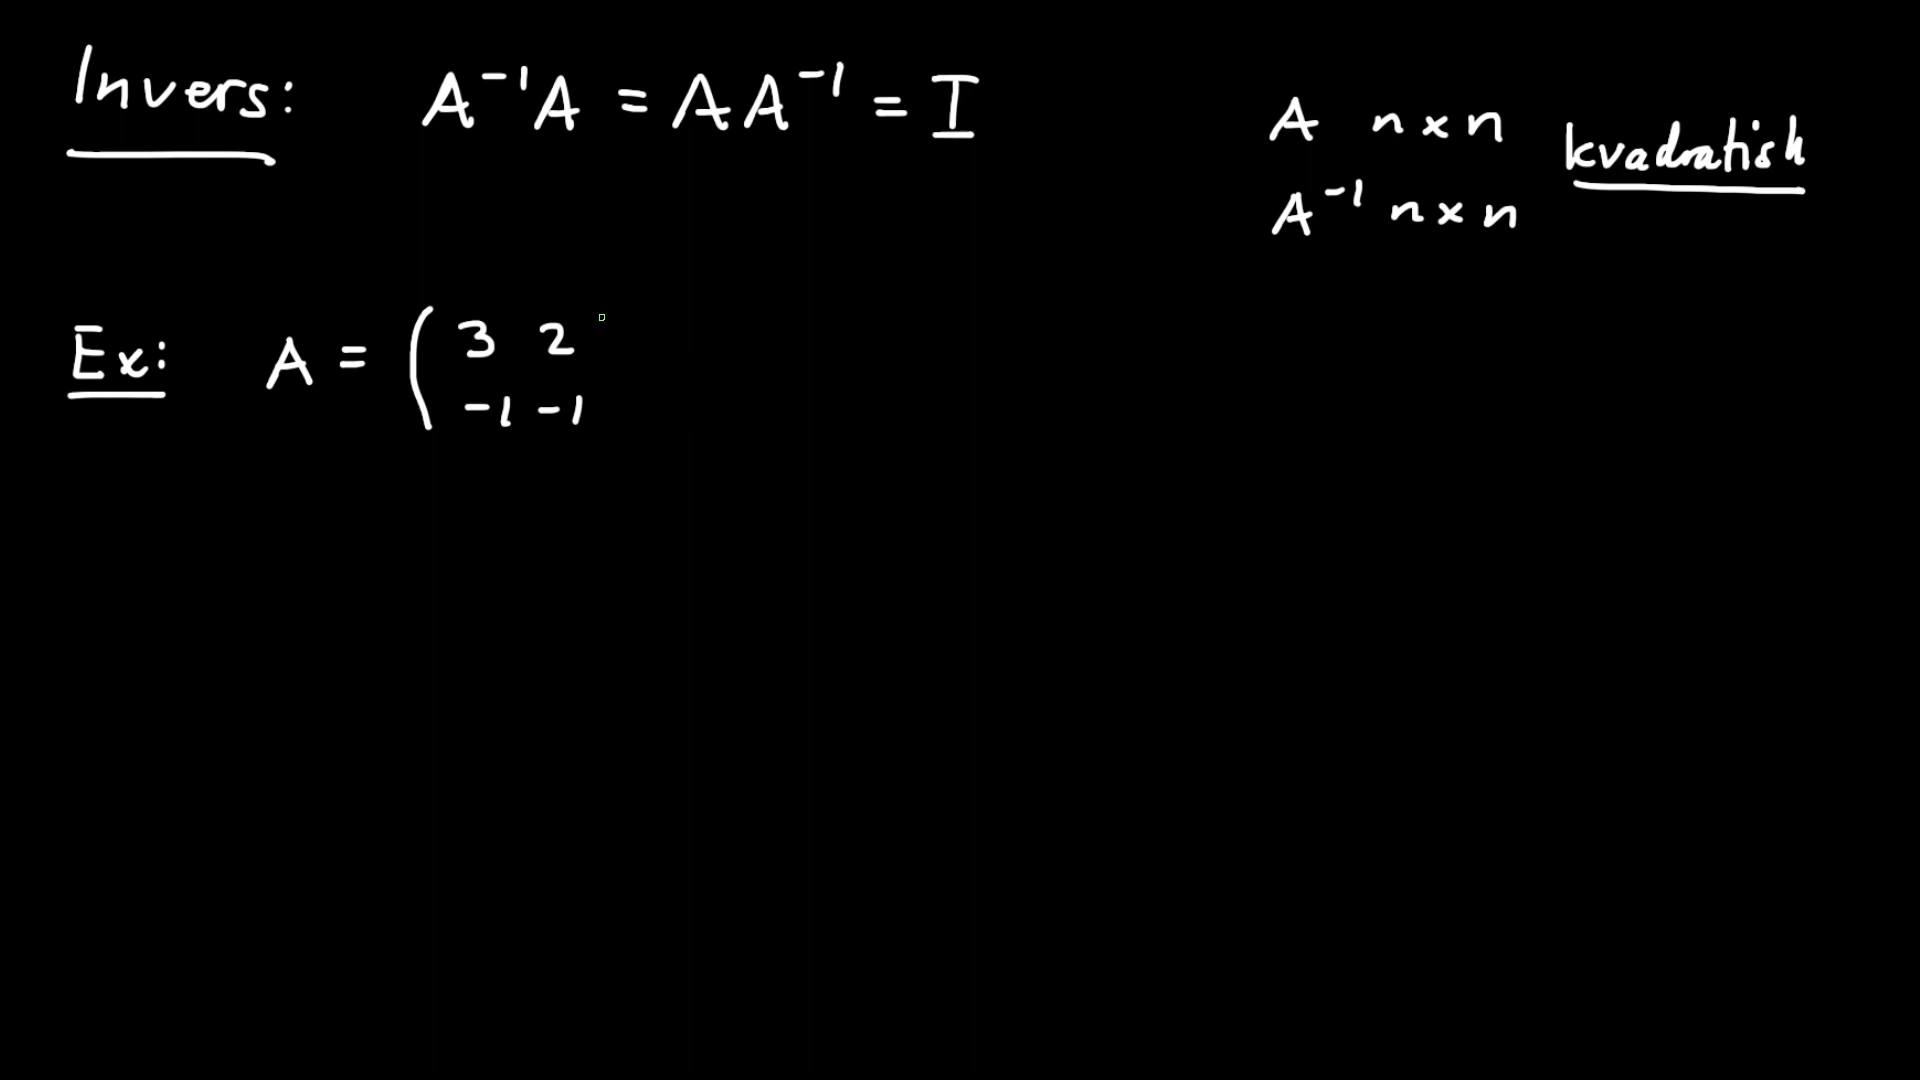 Invers: A⁻¹A = AA⁻¹ = I
A n×n kvadratisk
A⁻¹ n×n
Ex: A = ( 3 2
-1 -1